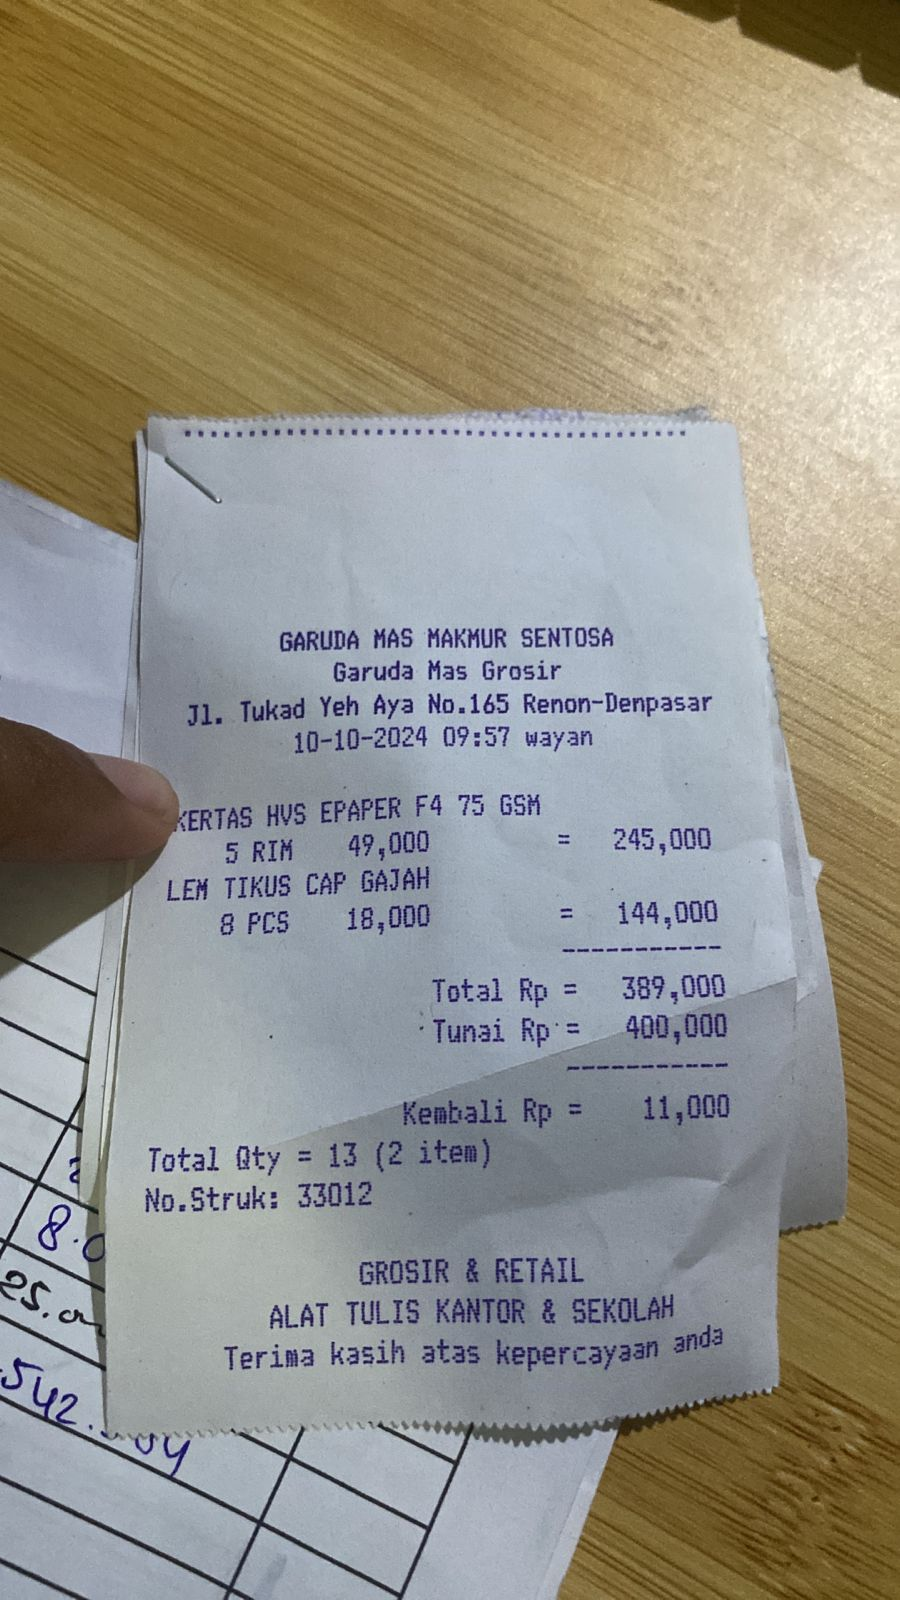 GARUDA MAS MAKMUR SENTOSA
Garuda Mas Grosir
Jl. Tukad Yeh Aya No.165 Renon-Denpasar
10-10-2024 09:57 wayan
KERTAS HVS EPAPER F4 75 GSM
5 RIM 49,000 = 245,000
LEM TIKUS CAP GAJAH
8 PCS 18,000 = 144,000
-----------
Total Rp = 389,000
Tunai Rp = 400,000
-----------
Kembali Rp = 11,000
Total Qty = 13 (2 item)
No.Struk: 33012
GROSIR & RETAIL
ALAT TULIS KANTOR & SEKOLAH
Terima kasih atas kepercayaan anda